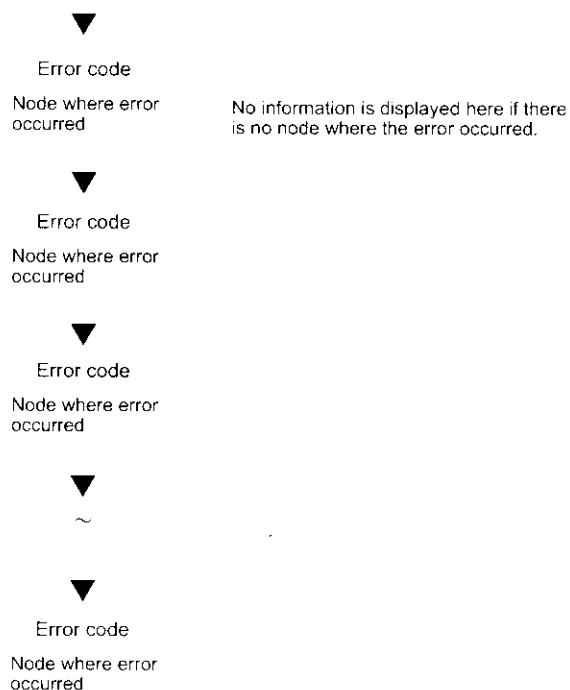 ▼
Error code
Node where error
occurred
No information is displayed here if there
is no node where the error occurred.
▼
Error code
Node where error
occurred
▼
Error code
Node where error
occurred
▼
~
▼
Error code
Node where error
occurred